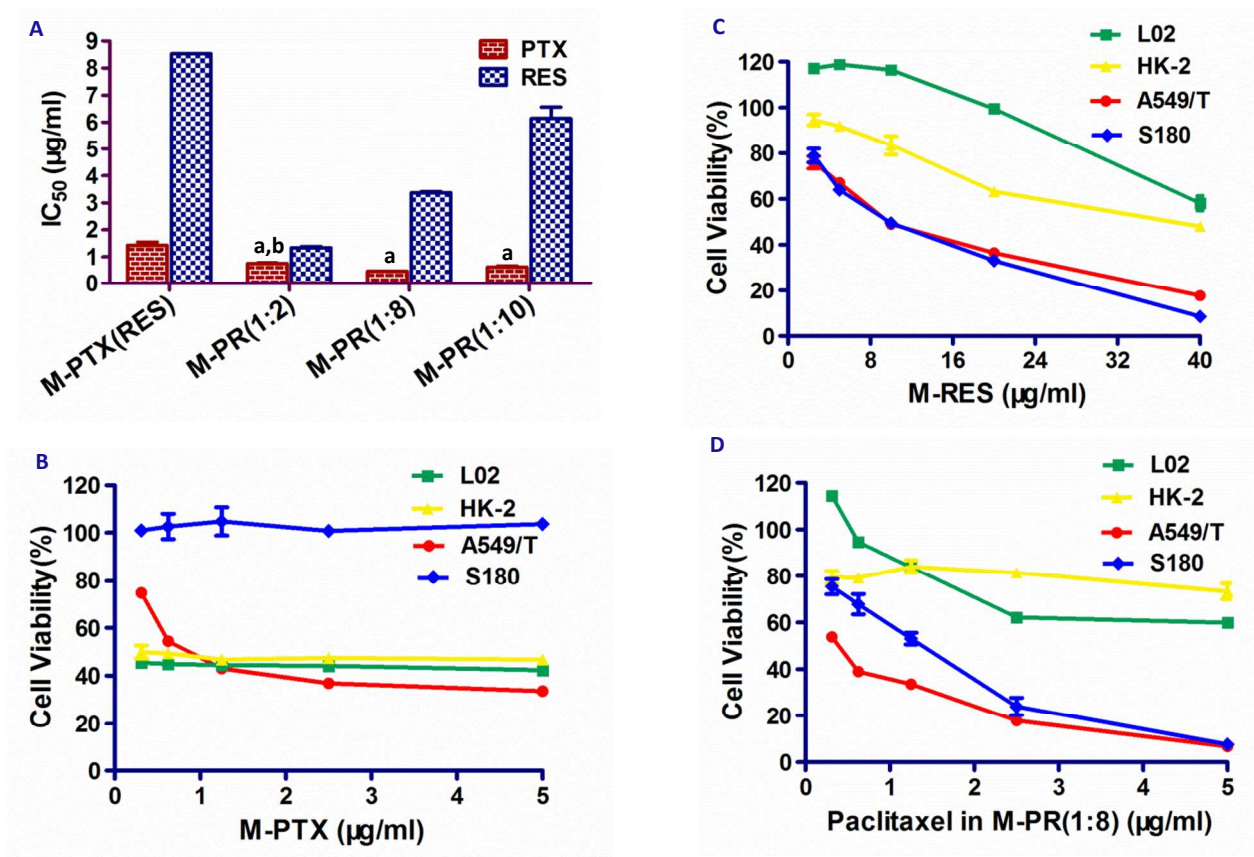 A
9
8
7
6
5
4
3
2
1
0
IC50 (µg/ml)
PTX
RES
a,b
a
a
M-PTX(RES)
M-PR(1:2)
M-PR(1:8)
M-PR(1:10)
C
120
100
80
60
40
20
0
Cell Viability(%)
L02
HK-2
A549/T
S180
0 8 16 24 32 40
M-RES (µg/ml)
B
120
100
80
60
40
20
0
Cell Viability(%)
L02
HK-2
A549/T
S180
0 1 2 3 4 5
M-PTX (µg/ml)
D
120
100
80
60
40
20
0
Cell Viability(%)
L02
HK-2
A549/T
S180
0 1 2 3 4 5
Paclitaxel in M-PR(1:8) (µg/ml)